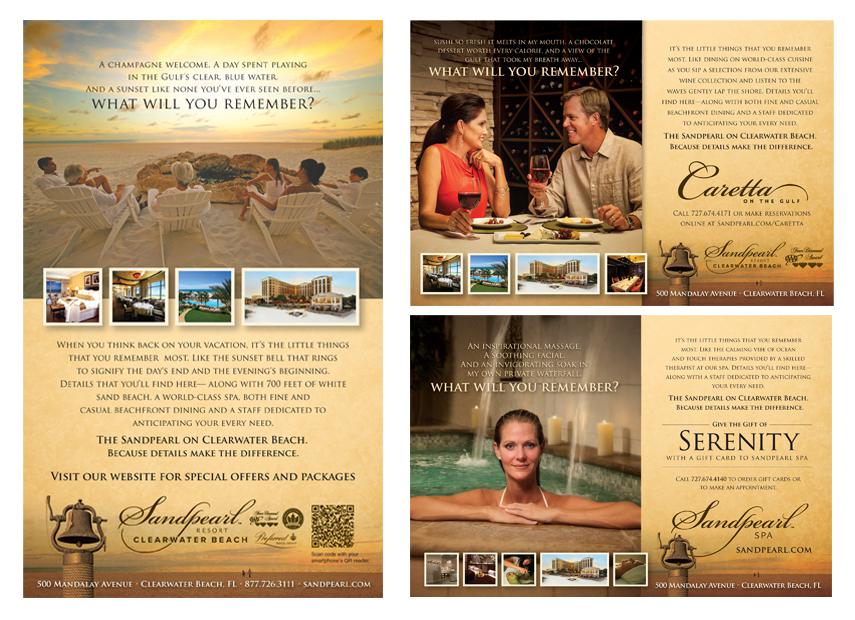 A champagne welcome. A day spent playing
in the Gulf's clear, blue water.
And a sunset like none you've ever seen before...
What will you remember?
When you think back on your vacation, it's the little things
that you remember most. Like the sunset bell that rings
to signify the day's end and the evening's beginning.
Details that you'll find here— along with 700 feet of white
sand beach, a world-class spa, both fine and
casual beachfront dining and a staff dedicated to
anticipating your every need.
The Sandpearl on Clearwater Beach.
Because details make the difference.
Visit our website for special offers and packages
Sandpearl
RESORT
CLEARWATER BEACH
Preferred
Scan code with your
smartphone's QR reader.
500 Mandalay Avenue · Clearwater Beach, FL · 877.726.3111 · sandpearl.com
Sushi so fresh it melts in my mouth, a chocolate
dessert worth every calorie, and a view of the
Gulf that took my breath away...
What will you remember?
It's the little things that you remember
most. Like dining on world-class cuisine
as you sip a selection from our extensive
wine collection and listen to the
waves gently lap the shore. Details you'll
find here—along with both fine and casual
beachfront dining and a staff dedicated
to anticipating your every need.
The Sandpearl on Clearwater Beach.
Because details make the difference.
Caretta
ON THE GULF
Call 727.674.4171 or make reservations
online at Sandpearl.com/Caretta
Sandpearl
RESORT
CLEARWATER BEACH
500 Mandalay Avenue · Clearwater Beach, FL
An inspirational massage.
A soothing facial.
And an invigorating soak in
my own private waterfall.
What will you remember?
It's the little things that you remember
most. Like the calming vibe of ocean
and touch therapies provided by a skilled
therapist at our spa. Details you'll find here—
along with a staff dedicated to anticipating
your every need.
The Sandpearl on Clearwater Beach.
Because details make the difference.
Give the Gift of
Serenity
with a gift card to Sandpearl Spa
Call 727.674.4140 to order gift cards or
to make an appointment.
Sandpearl
SPA
sandpearl.com
500 Mandalay Avenue · Clearwater Beach, FL